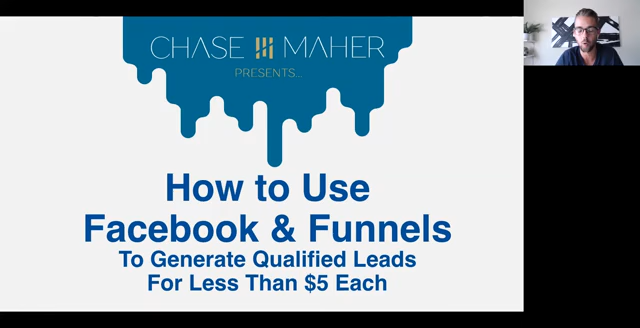 CHASE MAHER
PRESENTS...
How to Use
Facebook & Funnels
To Generate Qualified Leads
For Less Than $5 Each